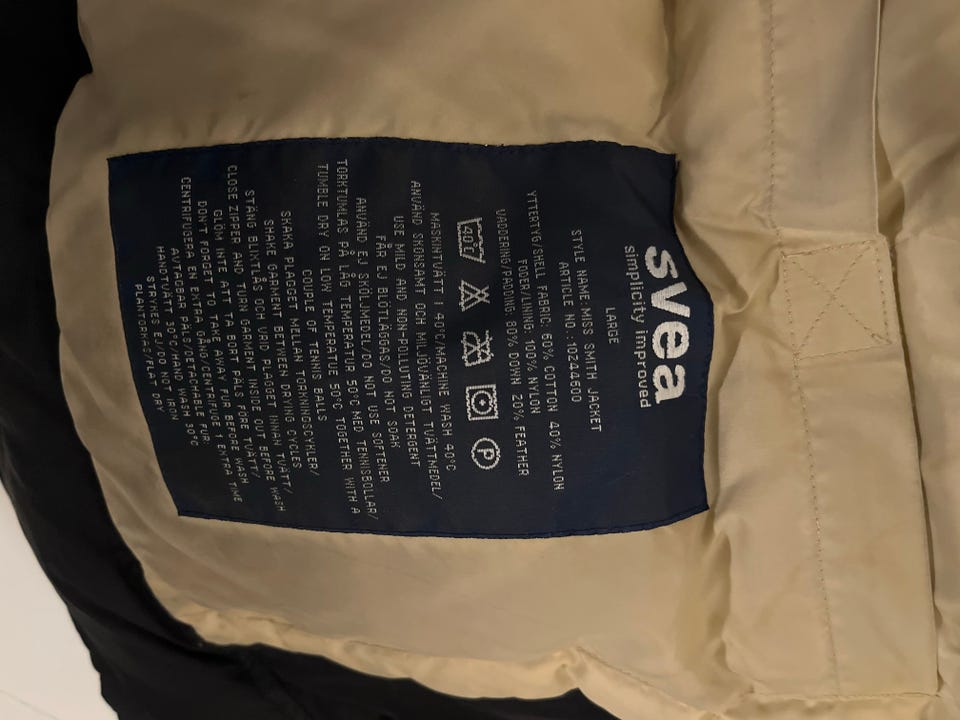 svea
simplicity improved
LARGE
STYLE NAME:MISS SMITH JACKET
ARTICLE NO.:10244600
YTTERTYG/SHELL FABRIC: 60% COTTON 40% NYLON
FODER/LINING: 100% NYLON
VADDERING/PADDING: 80% DOWN 20% FEATHER
40°C P
MASKINTVÄTT I 40°C/MACHINE WASH 40°C
ANVÄND SKONSAMT OCH MILJÖVÄNLIGT TVÄTTMEDEL/
USE MILD AND NON-POLLUTING DETERGENT
FÅR EJ BLÖTLÄGGAS/DO NOT SOAK
ANVÄND EJ SKÖLJMEDEL/DO NOT USE SOFTENER
TORKTUMLAS PÅ LÅG TEMPERATUR 50°C MED TENNISBOLLAR/
TUMBLE DRY ON LOW TEMPERATUE 50°C TOGETHER WITH A
COUPLE OF TENNIS BALLS
SKAKA PLAGGET MELLAN TORKNINGSCYKLER/
SHAKE GARMENT BETWEEN DRYING CYCLES
STÄNG BLIXTLÅS OCH VÄND PLAGGET INNAN TVÄTT/
CLOSE ZIPER AND TURN GARMENT INSIDE OUT BEFORE WASH
GLÖM INTE ATT TA BORT PÄLS FÖRE TVÄTT/
DON'T FORGET TO TAKE AWAY FUR BEFORE WASH
CENTRIFUGERA EN EXTRA GÅNG/CENTRIFUGE 1 EXTRA TIME
AVTAGBAR PÄLS/DETACHABLE FUR:
HANDTVÄTT 30°C/HAND WASH 30°C
STRYKES EJ/DO NOT IRON
PLANTORKAS/FLAT DRY